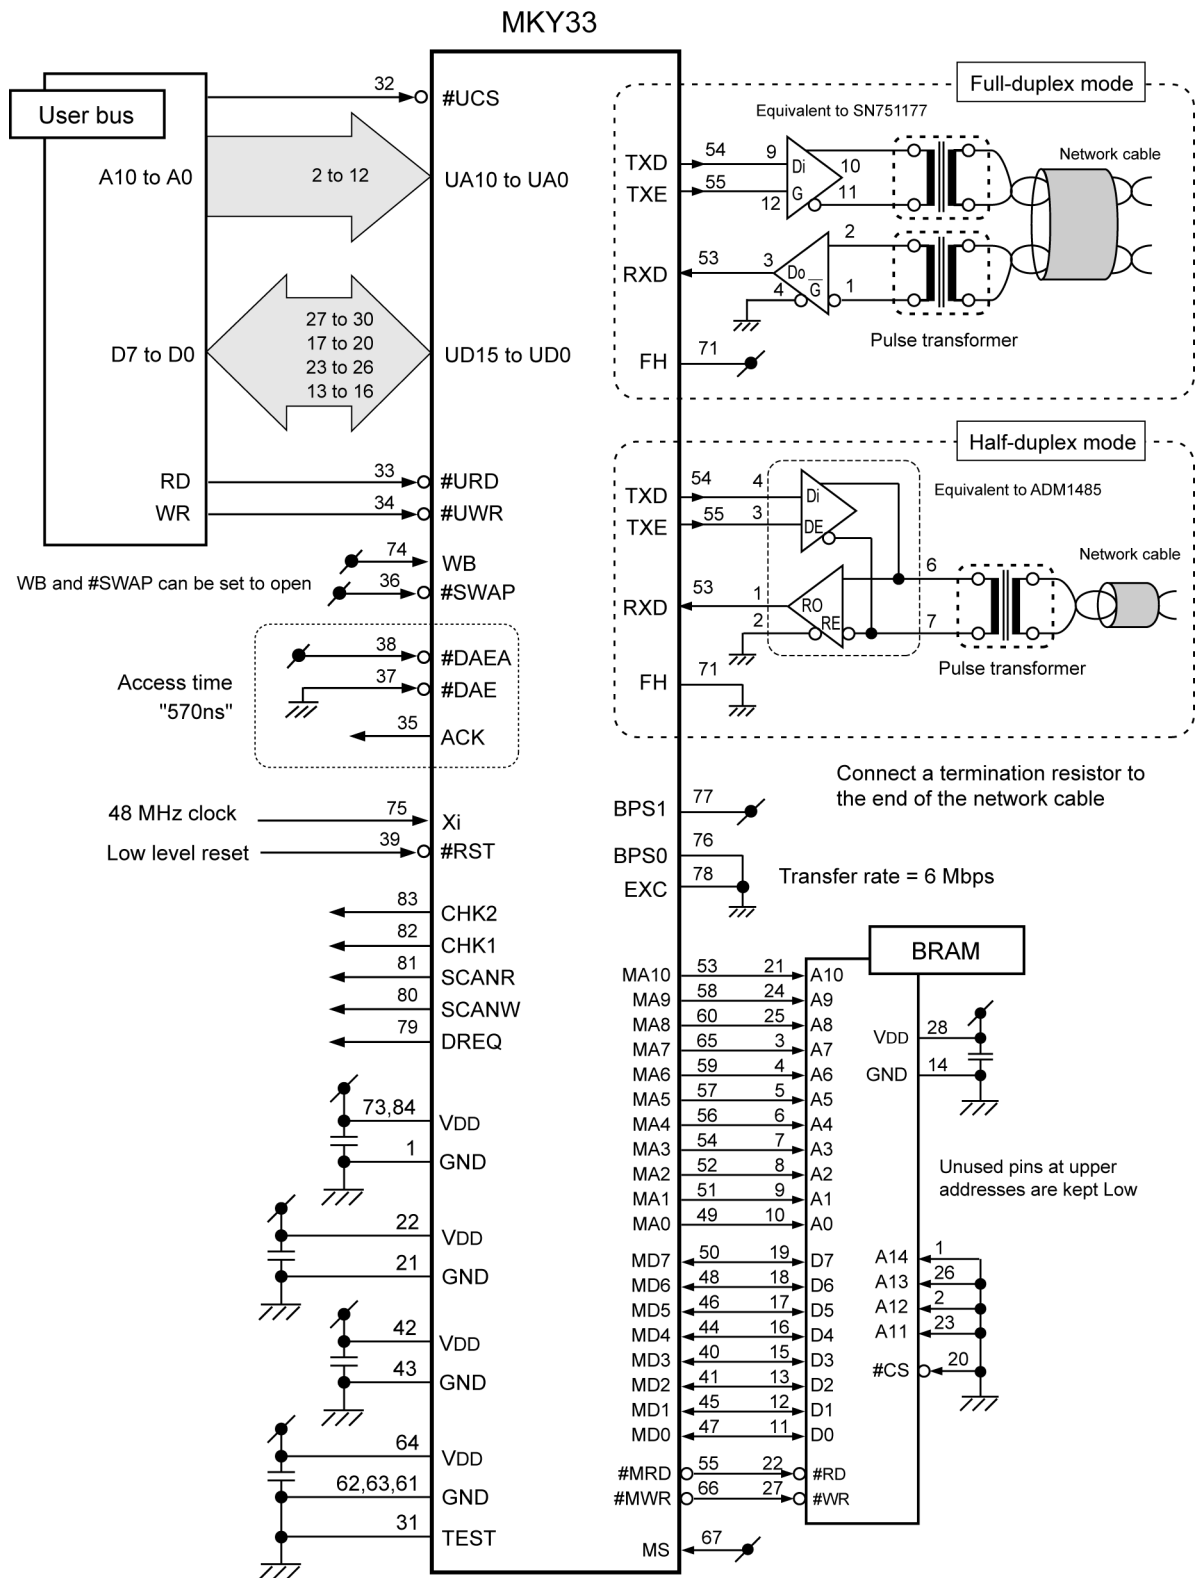 MKY33
User bus
32
#UCS
A10 to A0
2 to 12
UA10 to UA0
D7 to D0
27 to 30
17 to 20
23 to 26
13 to 16
UD15 to UD0
RD
33
#URD
WR
34
#UWR
74
WB
WB and #SWAP can be set to open
36
#SWAP
Access time
"570ns"
38
#DAEA
37
#DAE
35
ACK
48 MHz clock
75
Xi
Low level reset
39
#RST
83
CHK2
82
CHK1
81
SCANR
80
SCANW
79
DREQ
73,84
VDD
1
GND
22
VDD
21
GND
42
VDD
43
GND
64
VDD
62,63,61
GND
31
TEST
Full-duplex mode
Equivalent to SN751177
Network cable
TXD
54
9
Di
10
TXE
55
12
G
11
RXD
53
3
Do
G
4
2
1
Pulse transformer
FH
71
Half-duplex mode
Equivalent to ADM1485
Network cable
TXD
54
4
Di
TXE
55
3
DE
RXD
53
1
RO
RE
2
6
7
Pulse transformer
FH
71
Connect a termination resistor to
the end of the network cable
BPS1
77
BPS0
76
EXC
78
Transfer rate = 6 Mbps
BRAM
MA10 53 21 A10
MA9 58 24 A9
MA8 60 25 A8
MA7 65 3 A7
MA6 59 4 A6
MA5 57 5 A5
MA4 56 6 A4
MA3 54 7 A3
MA2 52 8 A2
MA1 51 9 A1
MA0 49 10 A0
MD7 50 19 D7
MD6 48 18 D6
MD5 46 17 D5
MD4 44 16 D4
MD3 40 15 D3
MD2 41 13 D2
MD1 45 12 D1
MD0 47 11 D0
#MRD 55 22 #RD
#MWR 66 27 #WR
MS 67
VDD 28
GND 14
Unused pins at upper
addresses are kept Low
A14 1
A13 26
A12 2
A11 23
#CS 20